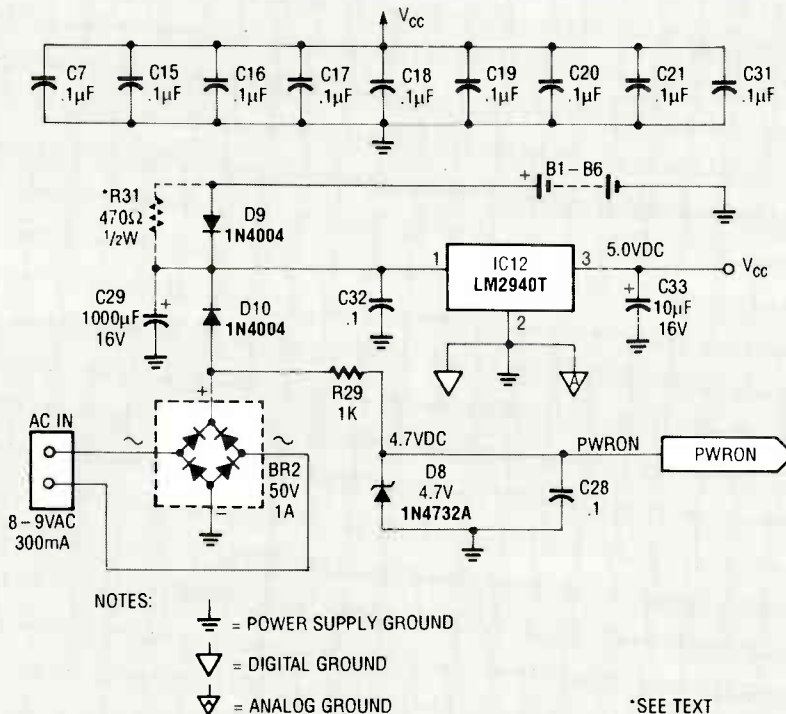 Vcc
C7
.1µF
C15
.1µF
C16
.1µF
C17
.1µF
C18
.1µF
C19
.1µF
C20
.1µF
C21
.1µF
C31
.1µF
*R31
470Ω
1/2W
D9
1N4004
+
B1 – B6
C29
1000µF
16V
+
D10
1N4004
C32
.1
1
IC12
LM2940T
3
2
5.0VDC
Vcc
+
C33
10µF
16V
A
+
R29
1K
AC IN
~
~
BR2
50V
1A
=
8 – 9VAC
300mA
4.7VDC
PWRON
PWRON
D8
4.7V
1N4732A
C28
.1
NOTES:
= POWER SUPPLY GROUND
= DIGITAL GROUND
A = ANALOG GROUND
*SEE TEXT